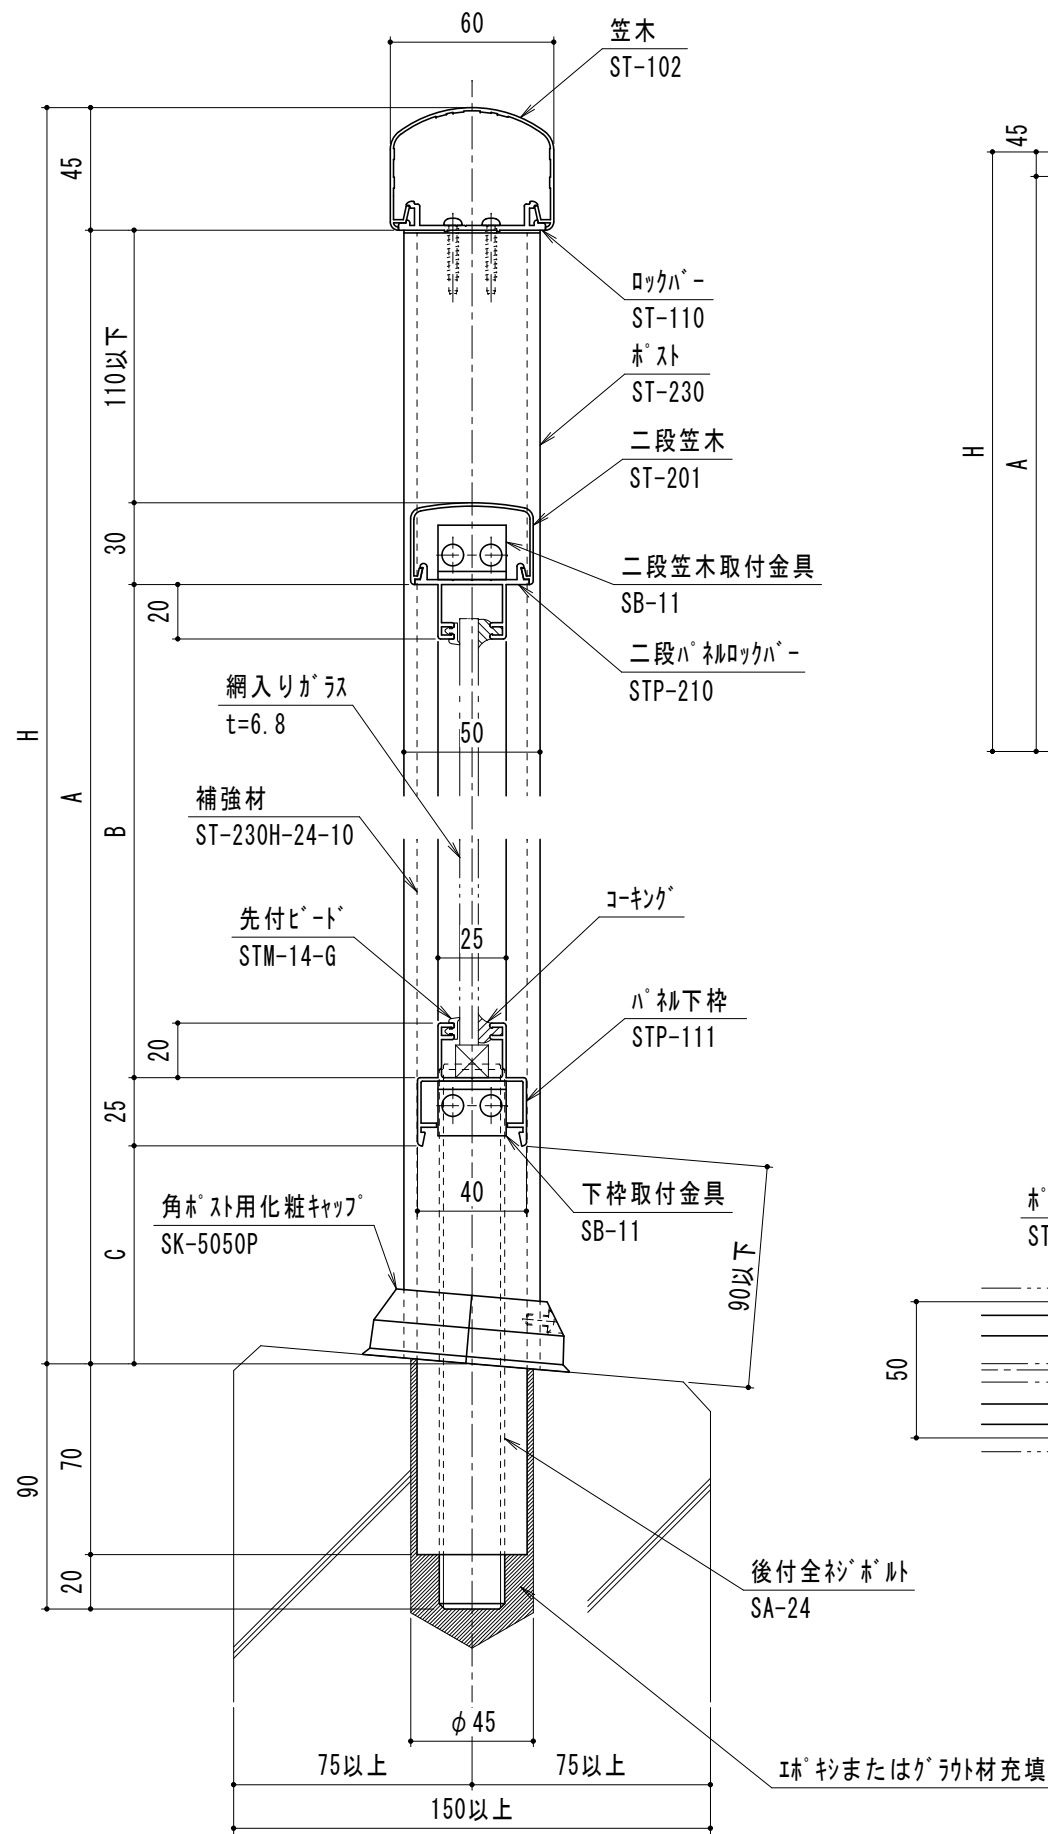 60
笠木
ST-102
45
45
ロックバー
ST-110
110以下
ポスト
ST-230
二段笠木
ST-201
H
A
30
二段笠木取付金具
SB-11
20
二段パネルロックバー
STP-210
網入りガラス
t=6.8
50
H
A
B
補強材
ST-230H-24-10
コーキング
先付ビード
STM-14-G
25
パネル下枠
STP-111
20
25
40
下枠取付金具
SB-11
角ポスト用化粧キャップ
SK-5050P
C
90以下
ポ
ST
50
70
90
20
後付全ネジボルト
SA-24
φ45
75以上
75以上
エポキシまたはグラウト材充填
150以上